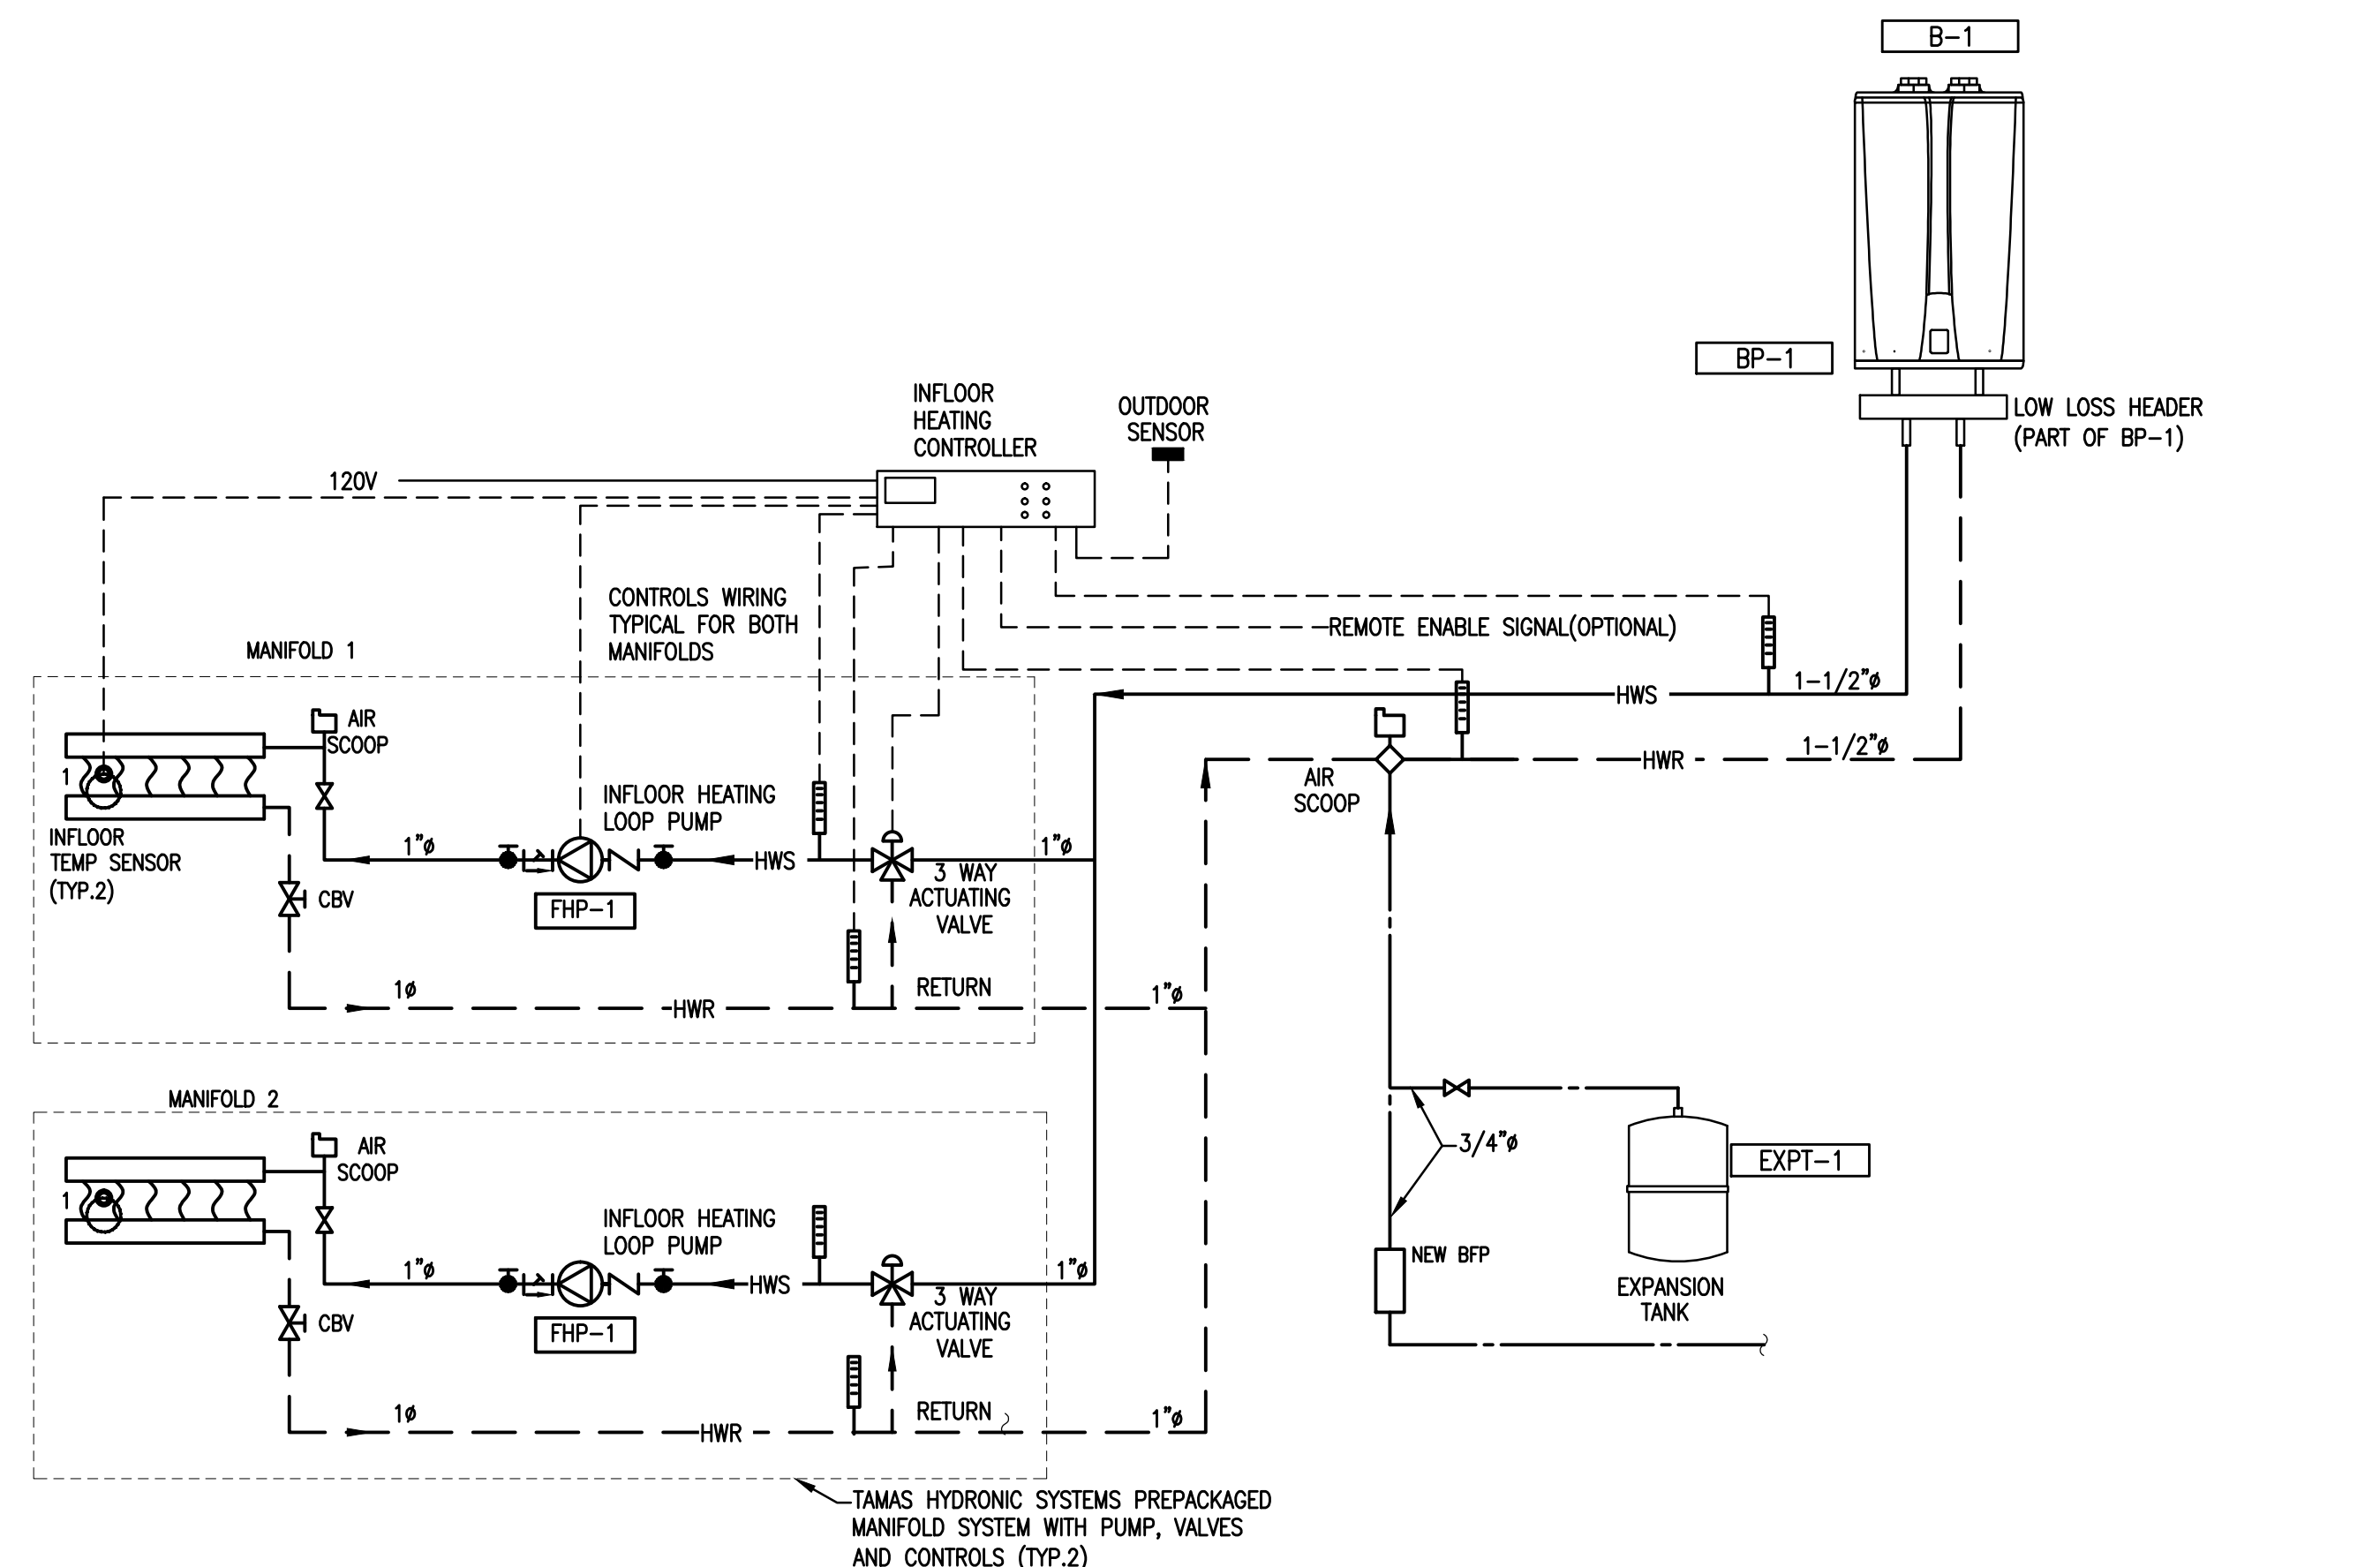 B-1
BP-1
LOW LOSS HEADER
(PART OF BP-1)
INFLOOR
HEATING
CONTROLLER
OUTDOOR
SENSOR
120V
CONTROLS WIRING
TYPICAL FOR BOTH
MANIFOLDS
REMOTE ENABLE SIGNAL(OPTIONAL)
MANIFOLD 1
HWS
1-1/2"ø
HWR
1-1/2"ø
AIR
SCOOP
AIR
SCOOP
1
INFLOOR
TEMP SENSOR
(TYP.2)
CBV
1"ø
INFLOOR HEATING
LOOP PUMP
FHP-1
HWS
3 WAY
ACTUATING
VALVE
1"ø
1ø
HWR
RETURN
1"ø
MANIFOLD 2
AIR
SCOOP
1
CBV
1"ø
INFLOOR HEATING
LOOP PUMP
FHP-1
HWS
3 WAY
ACTUATING
VALVE
1"ø
1ø
HWR
RETURN
1"ø
3/4"ø
EXPT-1
NEW BFP
EXPANSION
TANK
TAMAS HYDRONIC SYSTEMS PREPACKAGED
MANIFOLD SYSTEM WITH PUMP, VALVES
AND CONTROLS (TYP.2)